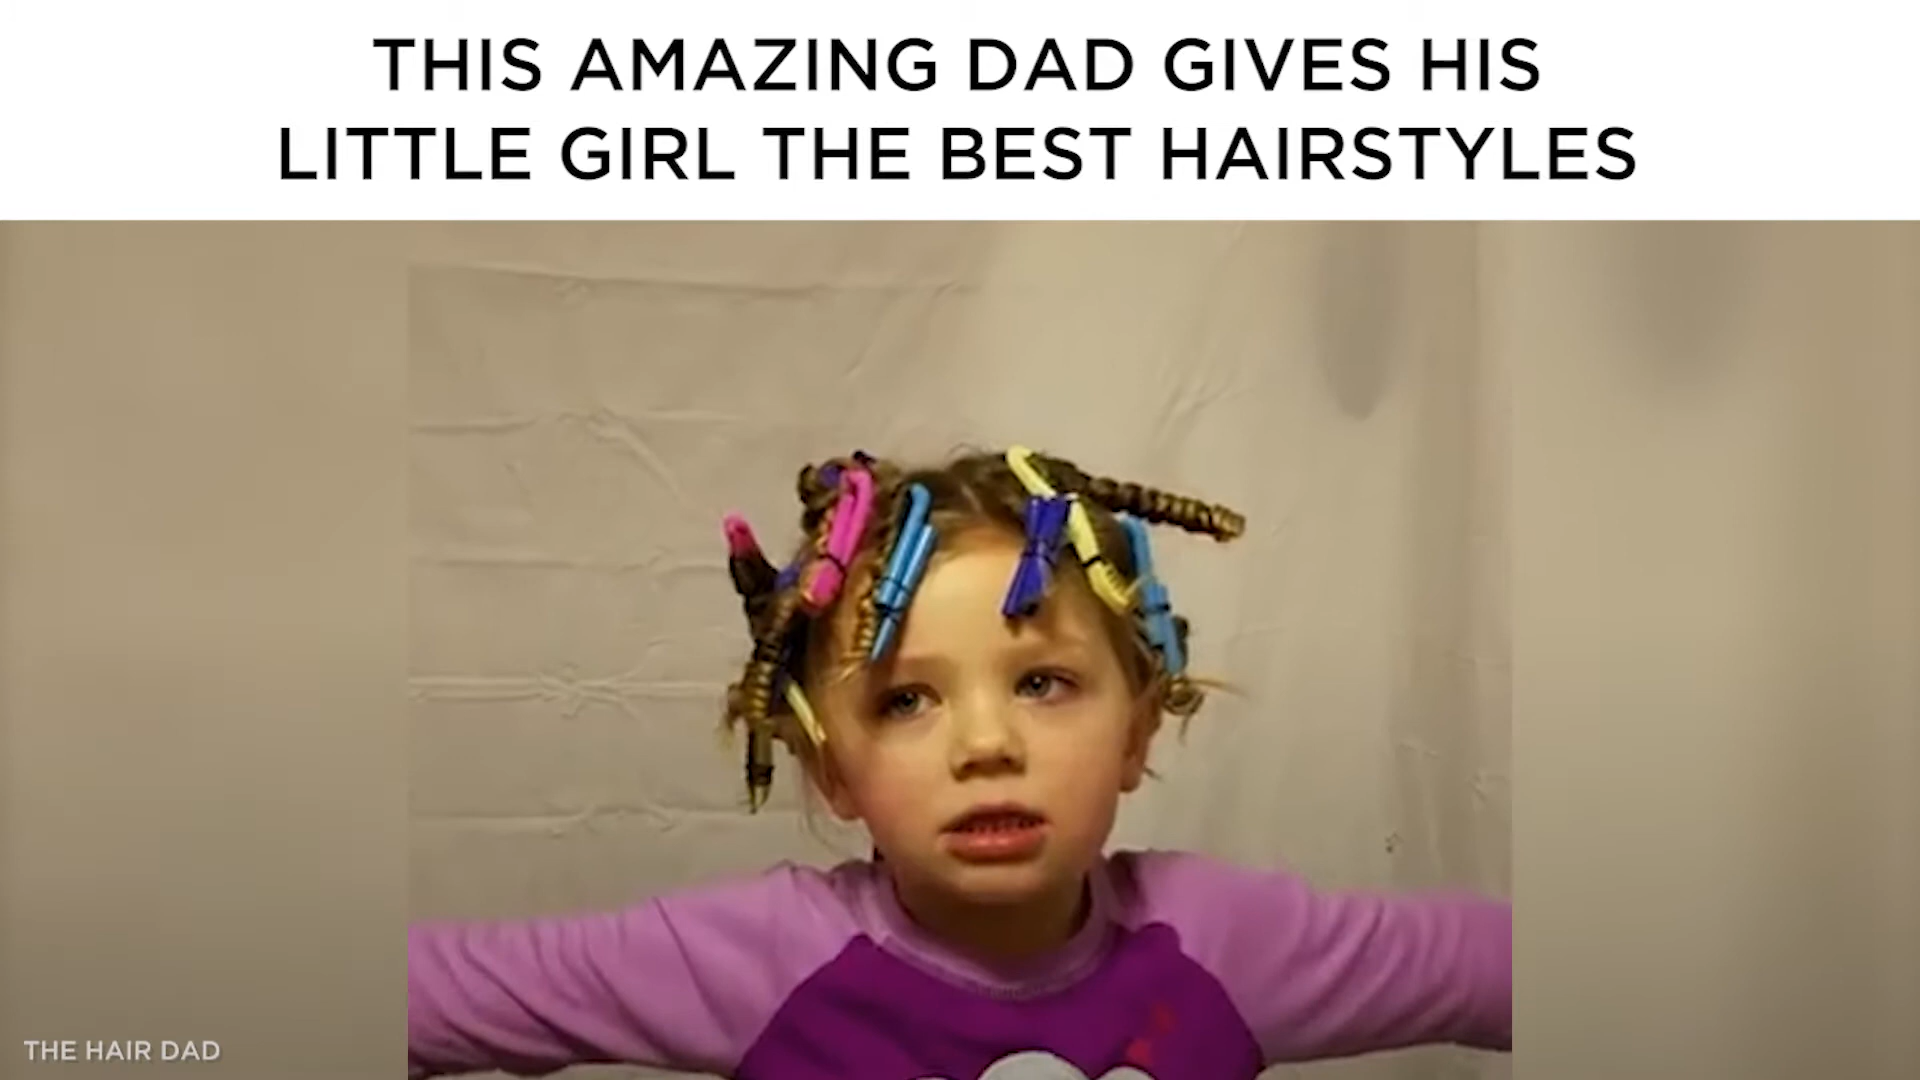 THIS AMAZING DAD GIVES HIS
LITTLE GIRL THE BEST HAIRSTYLES
THE HAIR DAD